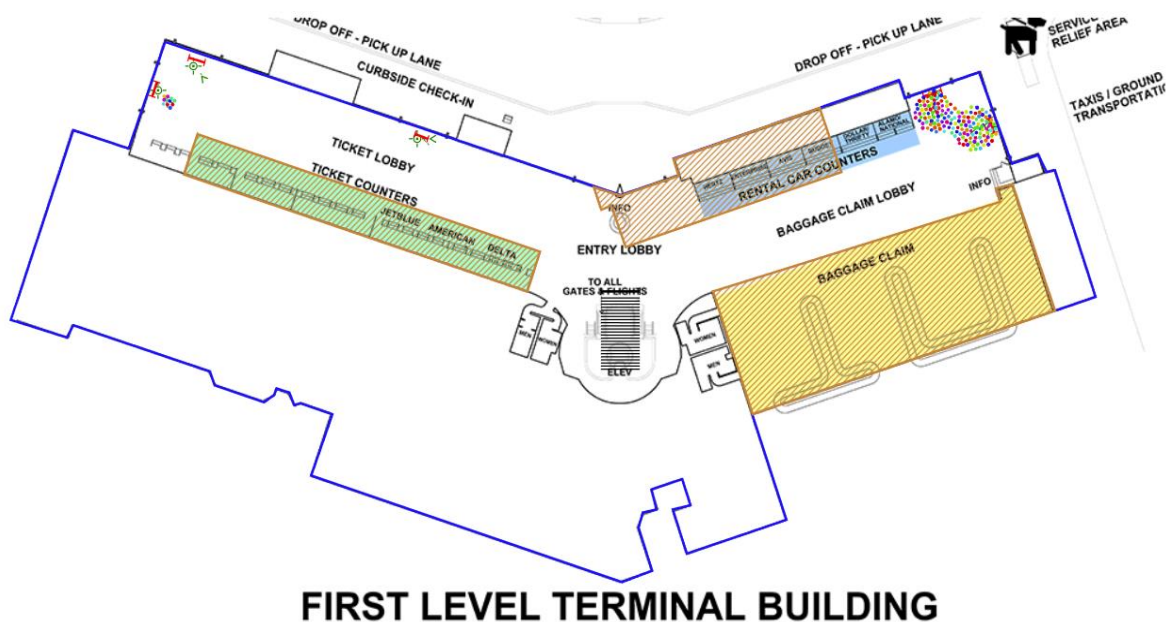 DROP OFF - PICK UP LANE
DROP OFF - PICK UP LANE
SERVICE
RELIEF AREA
CURBSIDE CHECK-IN
TAXIS / GROUND
TRANSPORTATIO
TICKET LOBBY
TICKET COUNTERS
JETBLUE AMERICAN DELTA
INFO
HERTZ ENTERPRISE AVIS BUDGET DOLLAR/ THRIFTY ALAMO/ NATIONAL
RENTAL CAR COUNTERS
INFO
BAGGAGE CLAIM LOBBY
ENTRY LOBBY
BAGGAGE CLAIM
TO ALL
GATES & FLIGHTS
MEN
WOMEN
WOMEN
MEN
ELEV
FIRST LEVEL TERMINAL BUILDING